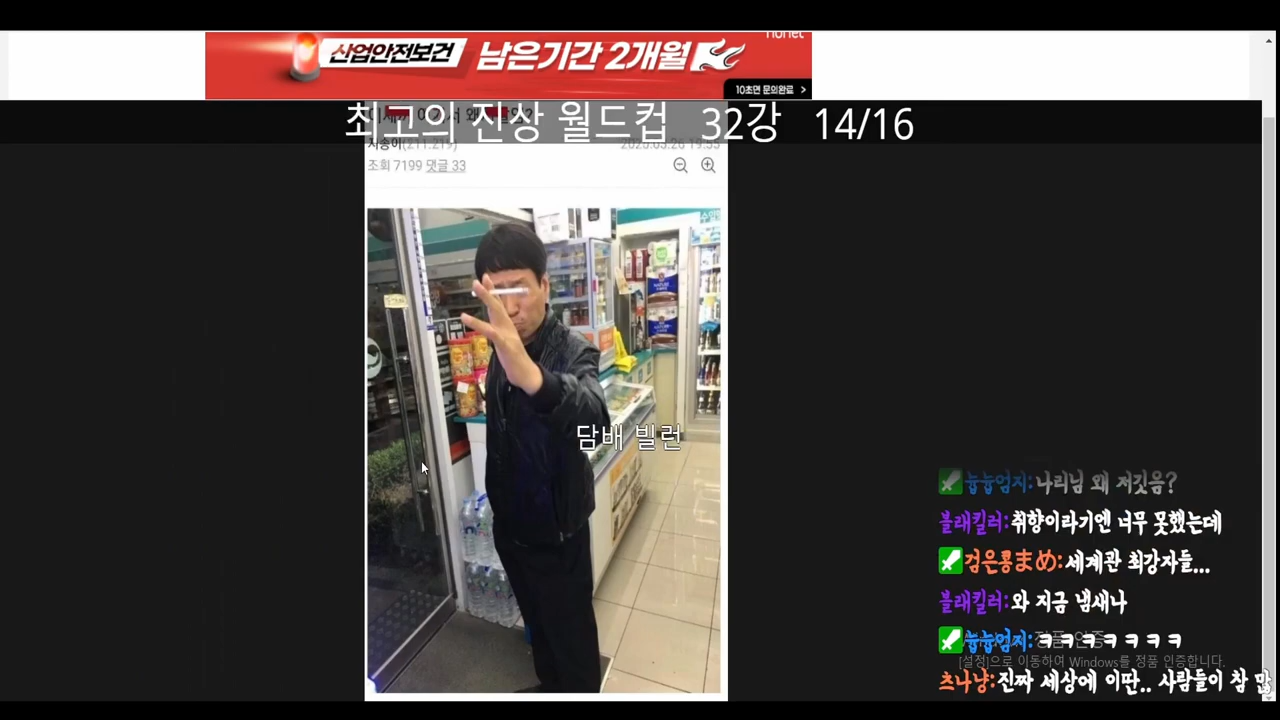 산업안전보건 남은기간 2개월
10초면 문의완료 >
최고의 진상 월드컵 32강 14/16
조회 7199 댓글 33
담배 빌런
눕눕엄지: 나리님 왜 저깃음?
블래킬러: 취향이라기엔 너무 못했는데
검은콩まめ: 세계관 최강자들...
블래킬러: 와 지금 냄새나
눕눕엄지: ㅋㅋㅋㅋㅋㅋㅋ
[설정]으로 이동하여 Windows를 정품 인증합니다.
츠나냥: 진짜 세상에 이딴.. 사람들이 참 많